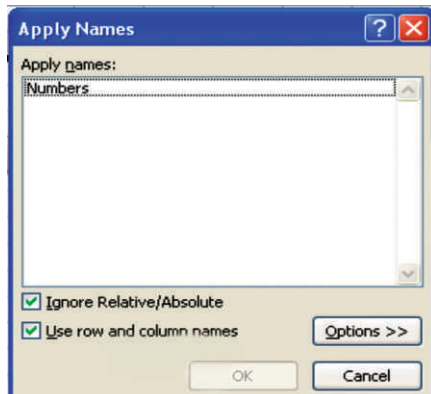 Apply Names
Apply names:
Numbers
Ignore Relative/Absolute
Use row and column names
Options >>
OK
Cancel